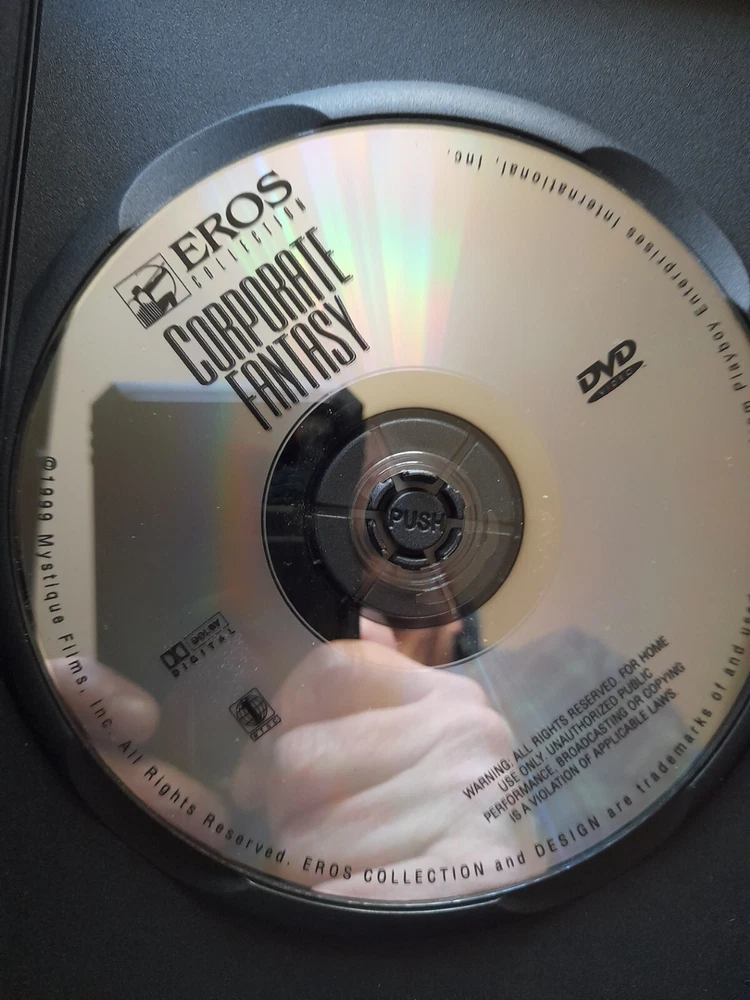 EROS
COLLECTION
CORPORATE
FANTASY
DVD
VIDEO
PUSH
DOLBY
DIGITAL
WARNING: ALL RIGHTS RESERVED. FOR HOME
USE ONLY. UNAUTHORIZED PUBLIC
PERFORMANCE, BROADCASTING OR COPYING
IS A VIOLATION OF APPLICABLE LAWS.
©1999 Mystique Films, Inc. All Rights Reserved. EROS COLLECTION and DESIGN are trademarks of and Playboy Enterprises International, Inc.